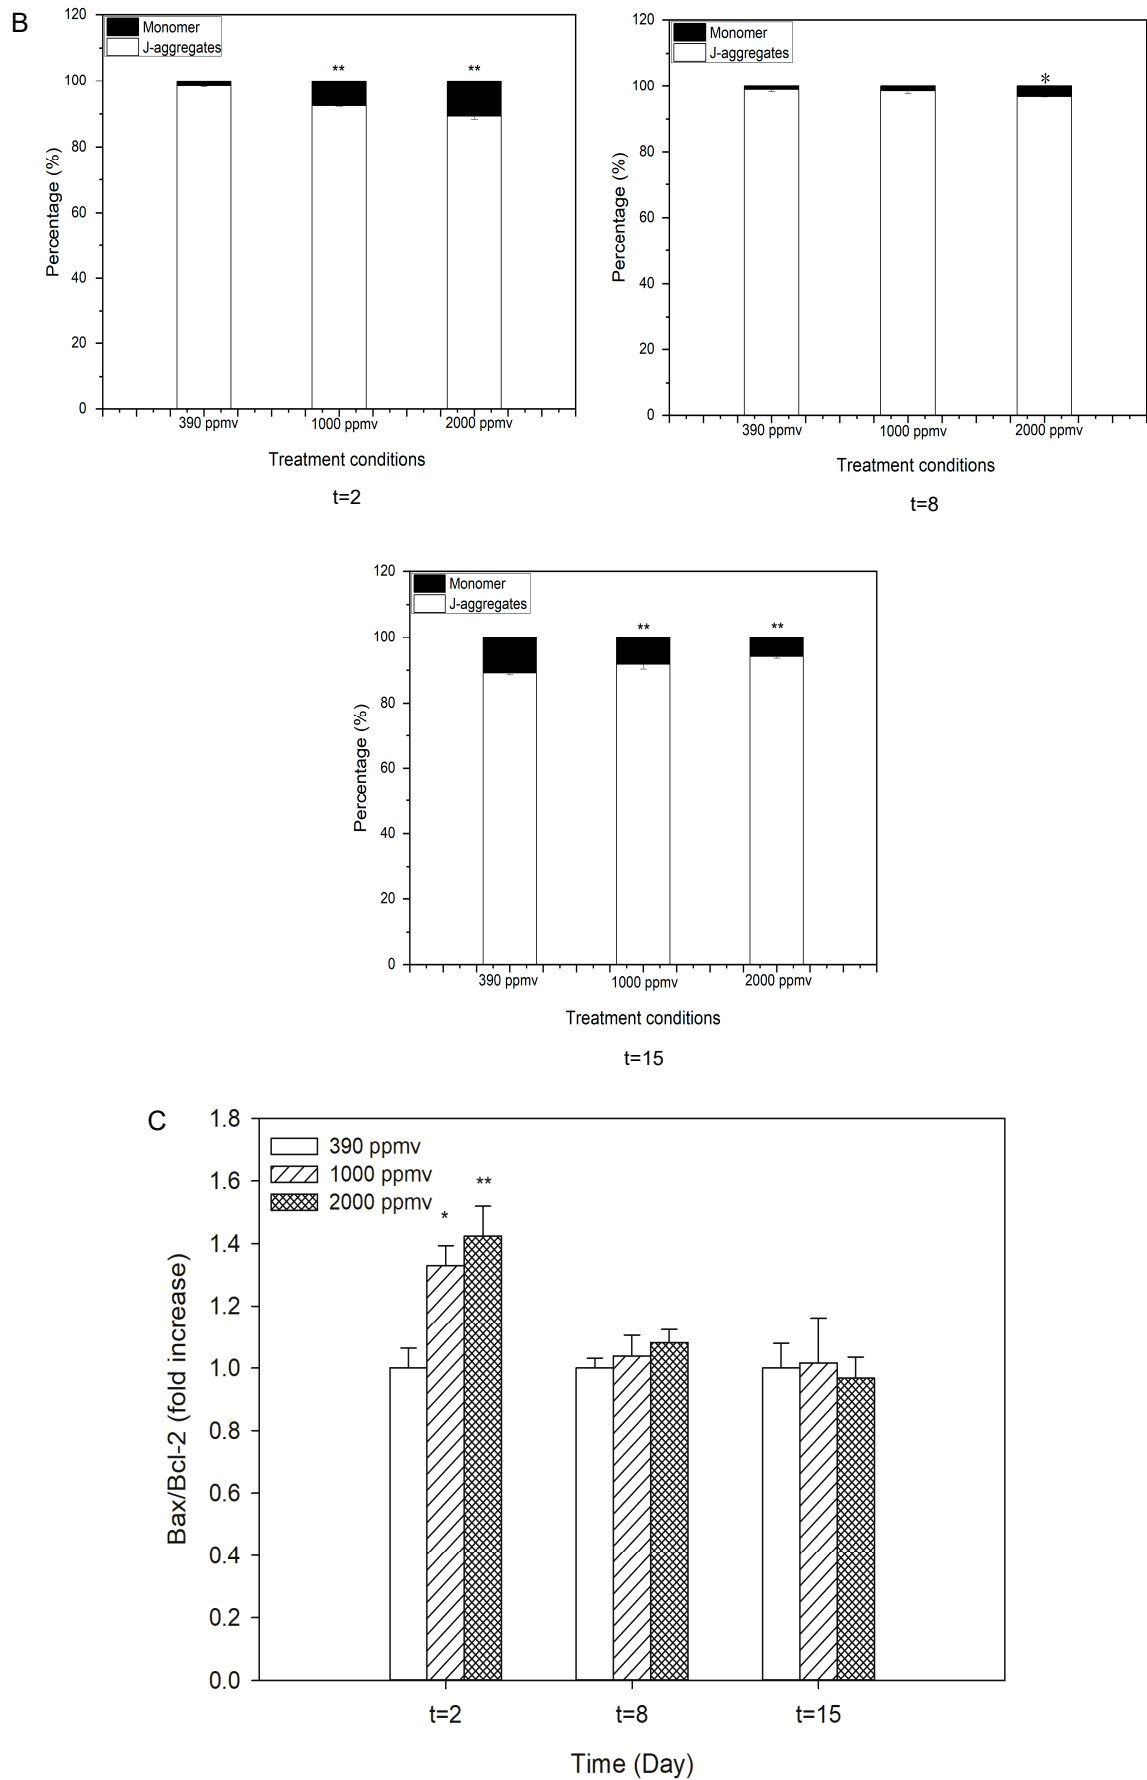 B
120
100
80
60
40
20
0
Percentage (%)
Monomer
J-aggregates
** **
390 ppmv 1000 ppmv 2000 ppmv
Treatment conditions
t=2
120
100
80
60
40
20
0
Percentage (%)
Monomer
J-aggregates
*
390 ppmv 1000 ppmv 2000 ppmv
Treatment conditions
t=8
120
100
80
60
40
20
0
Percentage (%)
Monomer
J-aggregates
** **
390 ppmv 1000 ppmv 2000 ppmv
Treatment conditions
t=15
C
1.8
1.6
1.4
1.2
1.0
0.8
0.6
0.4
0.2
0.0
Bax/Bcl-2 (fold increase)
390 ppmv
1000 ppmv
2000 ppmv
* **
t=2 t=8 t=15
Time (Day)